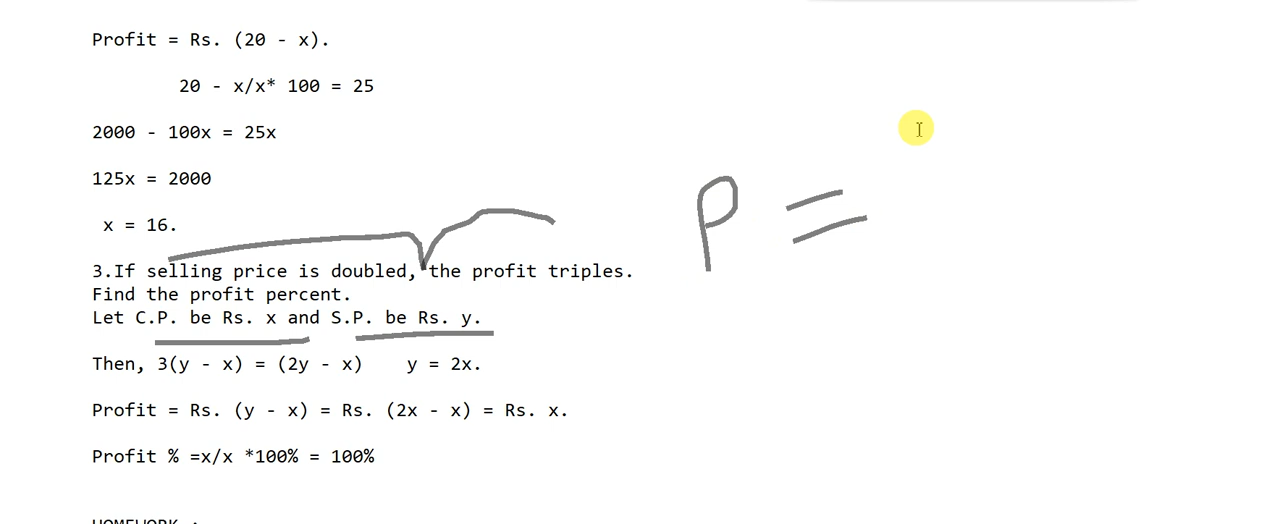 Profit = Rs. (20 - x).
20 - x/x* 100 = 25
2000 - 100x = 25x
125x = 2000
x = 16.
P =
3.If selling price is doubled, the profit triples.
Find the profit percent.
Let C.P. be Rs. x and S.P. be Rs. y.
Then, 3(y - x) = (2y - x)    y = 2x.
Profit = Rs. (y - x) = Rs. (2x - x) = Rs. x.
Profit % =x/x *100% = 100%
HOMEWORK :